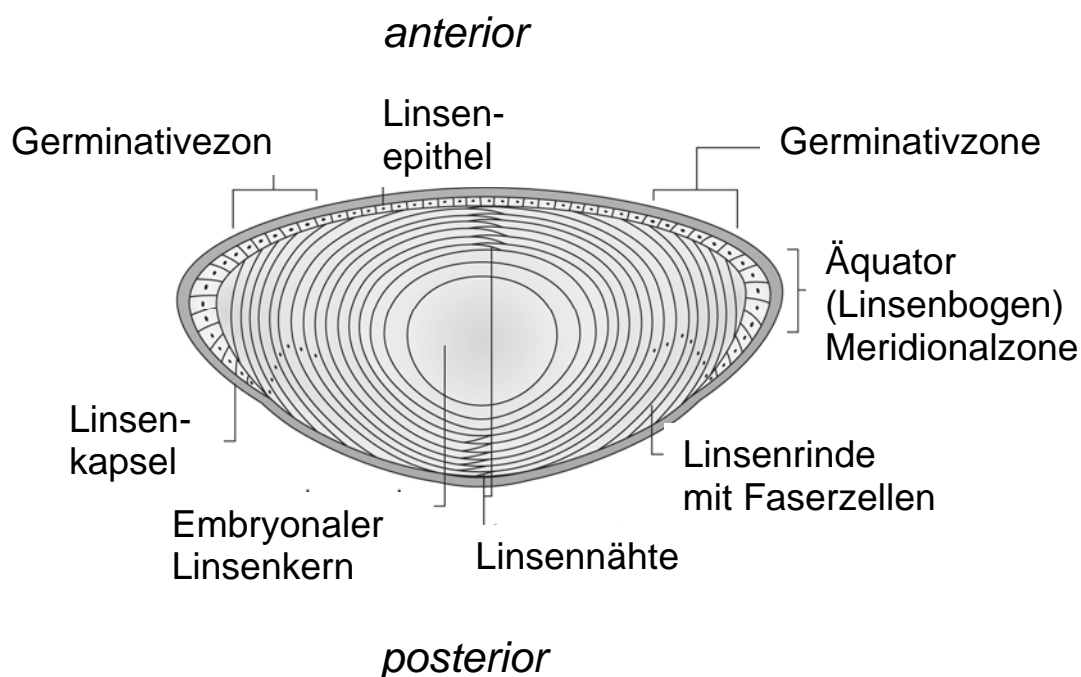 anterior
Linsen-
epithel
Germinativezon
Germinativzone
Äquator
(Linsenbogen)
Meridionalzone
Linsen-
kapsel
Linsenrinde
mit Faserzellen
Embryonaler
Linsenkern
Linsennähte
posterior